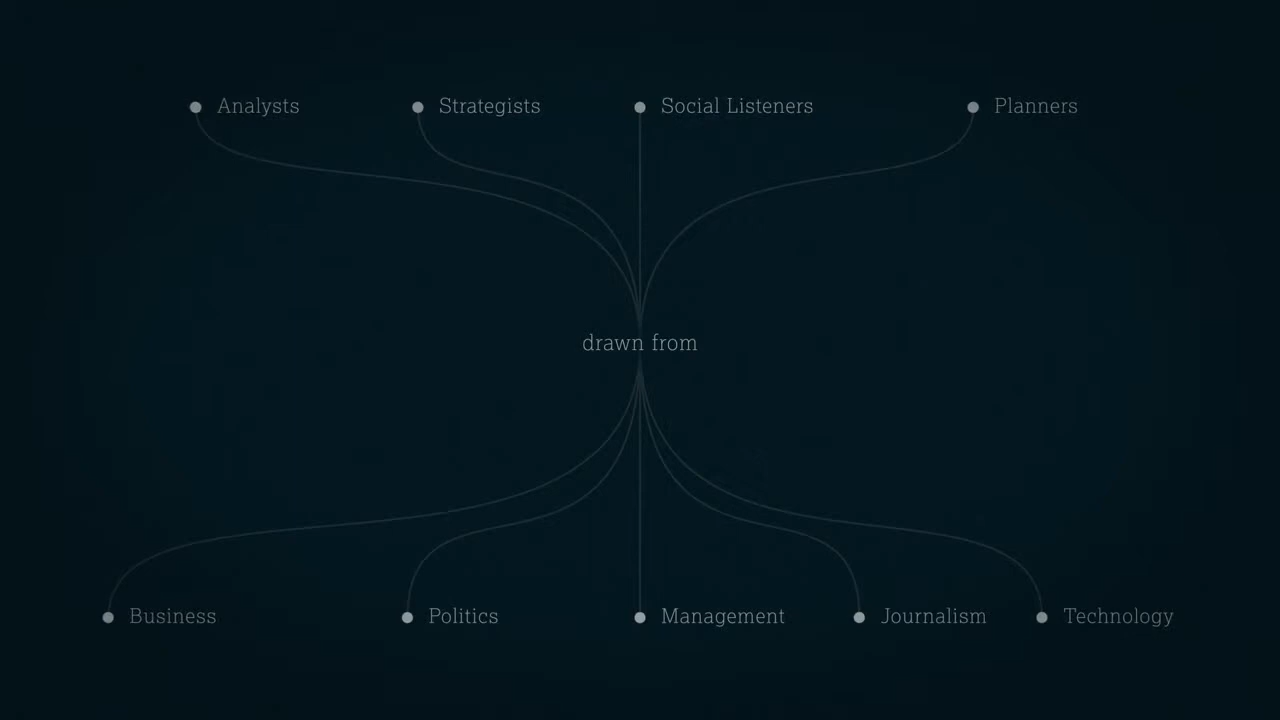 Analysts Strategists Social Listeners Planners
drawn from
Business Politics Management Journalism Technology